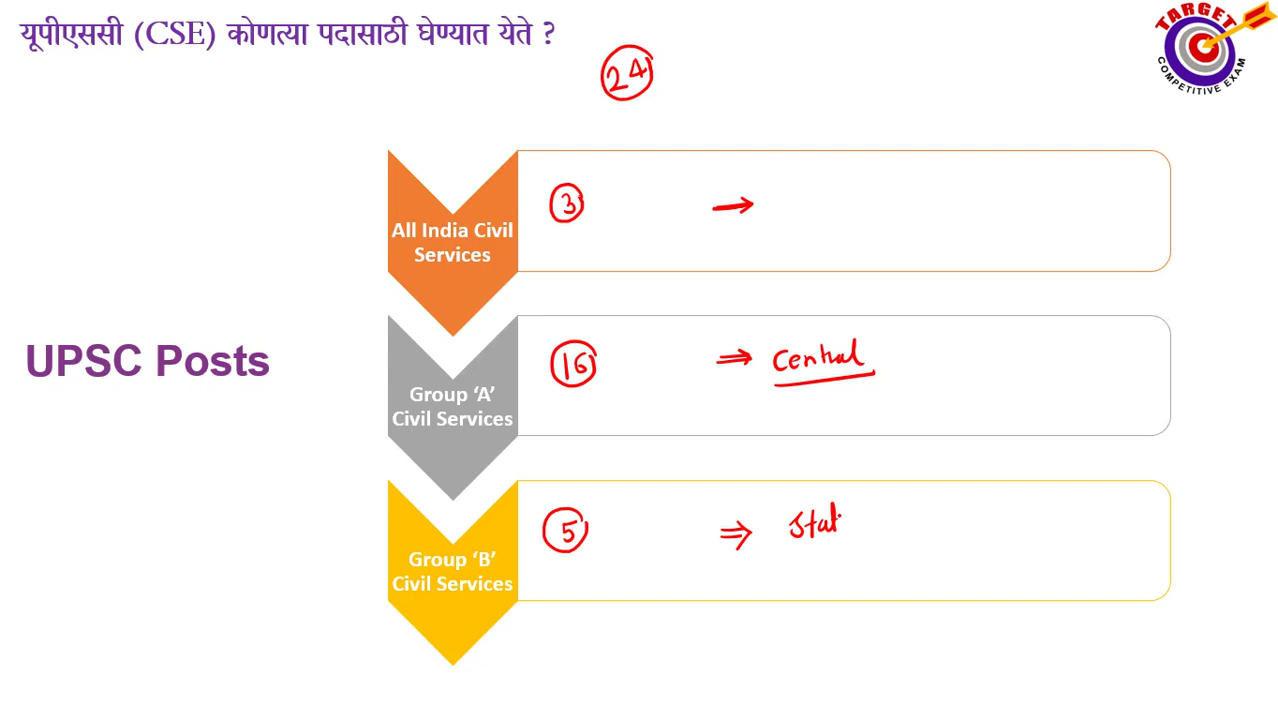 यूपीएससी (CSE) कोणत्या पदासाठी घेण्यात येते ?
TARGET
COMPETITIVE EXAM
24
3
All India Civil
Services
UPSC Posts
16
Central
Group ‘A’
Civil Services
5
Stat
Group ‘B’
Civil Services